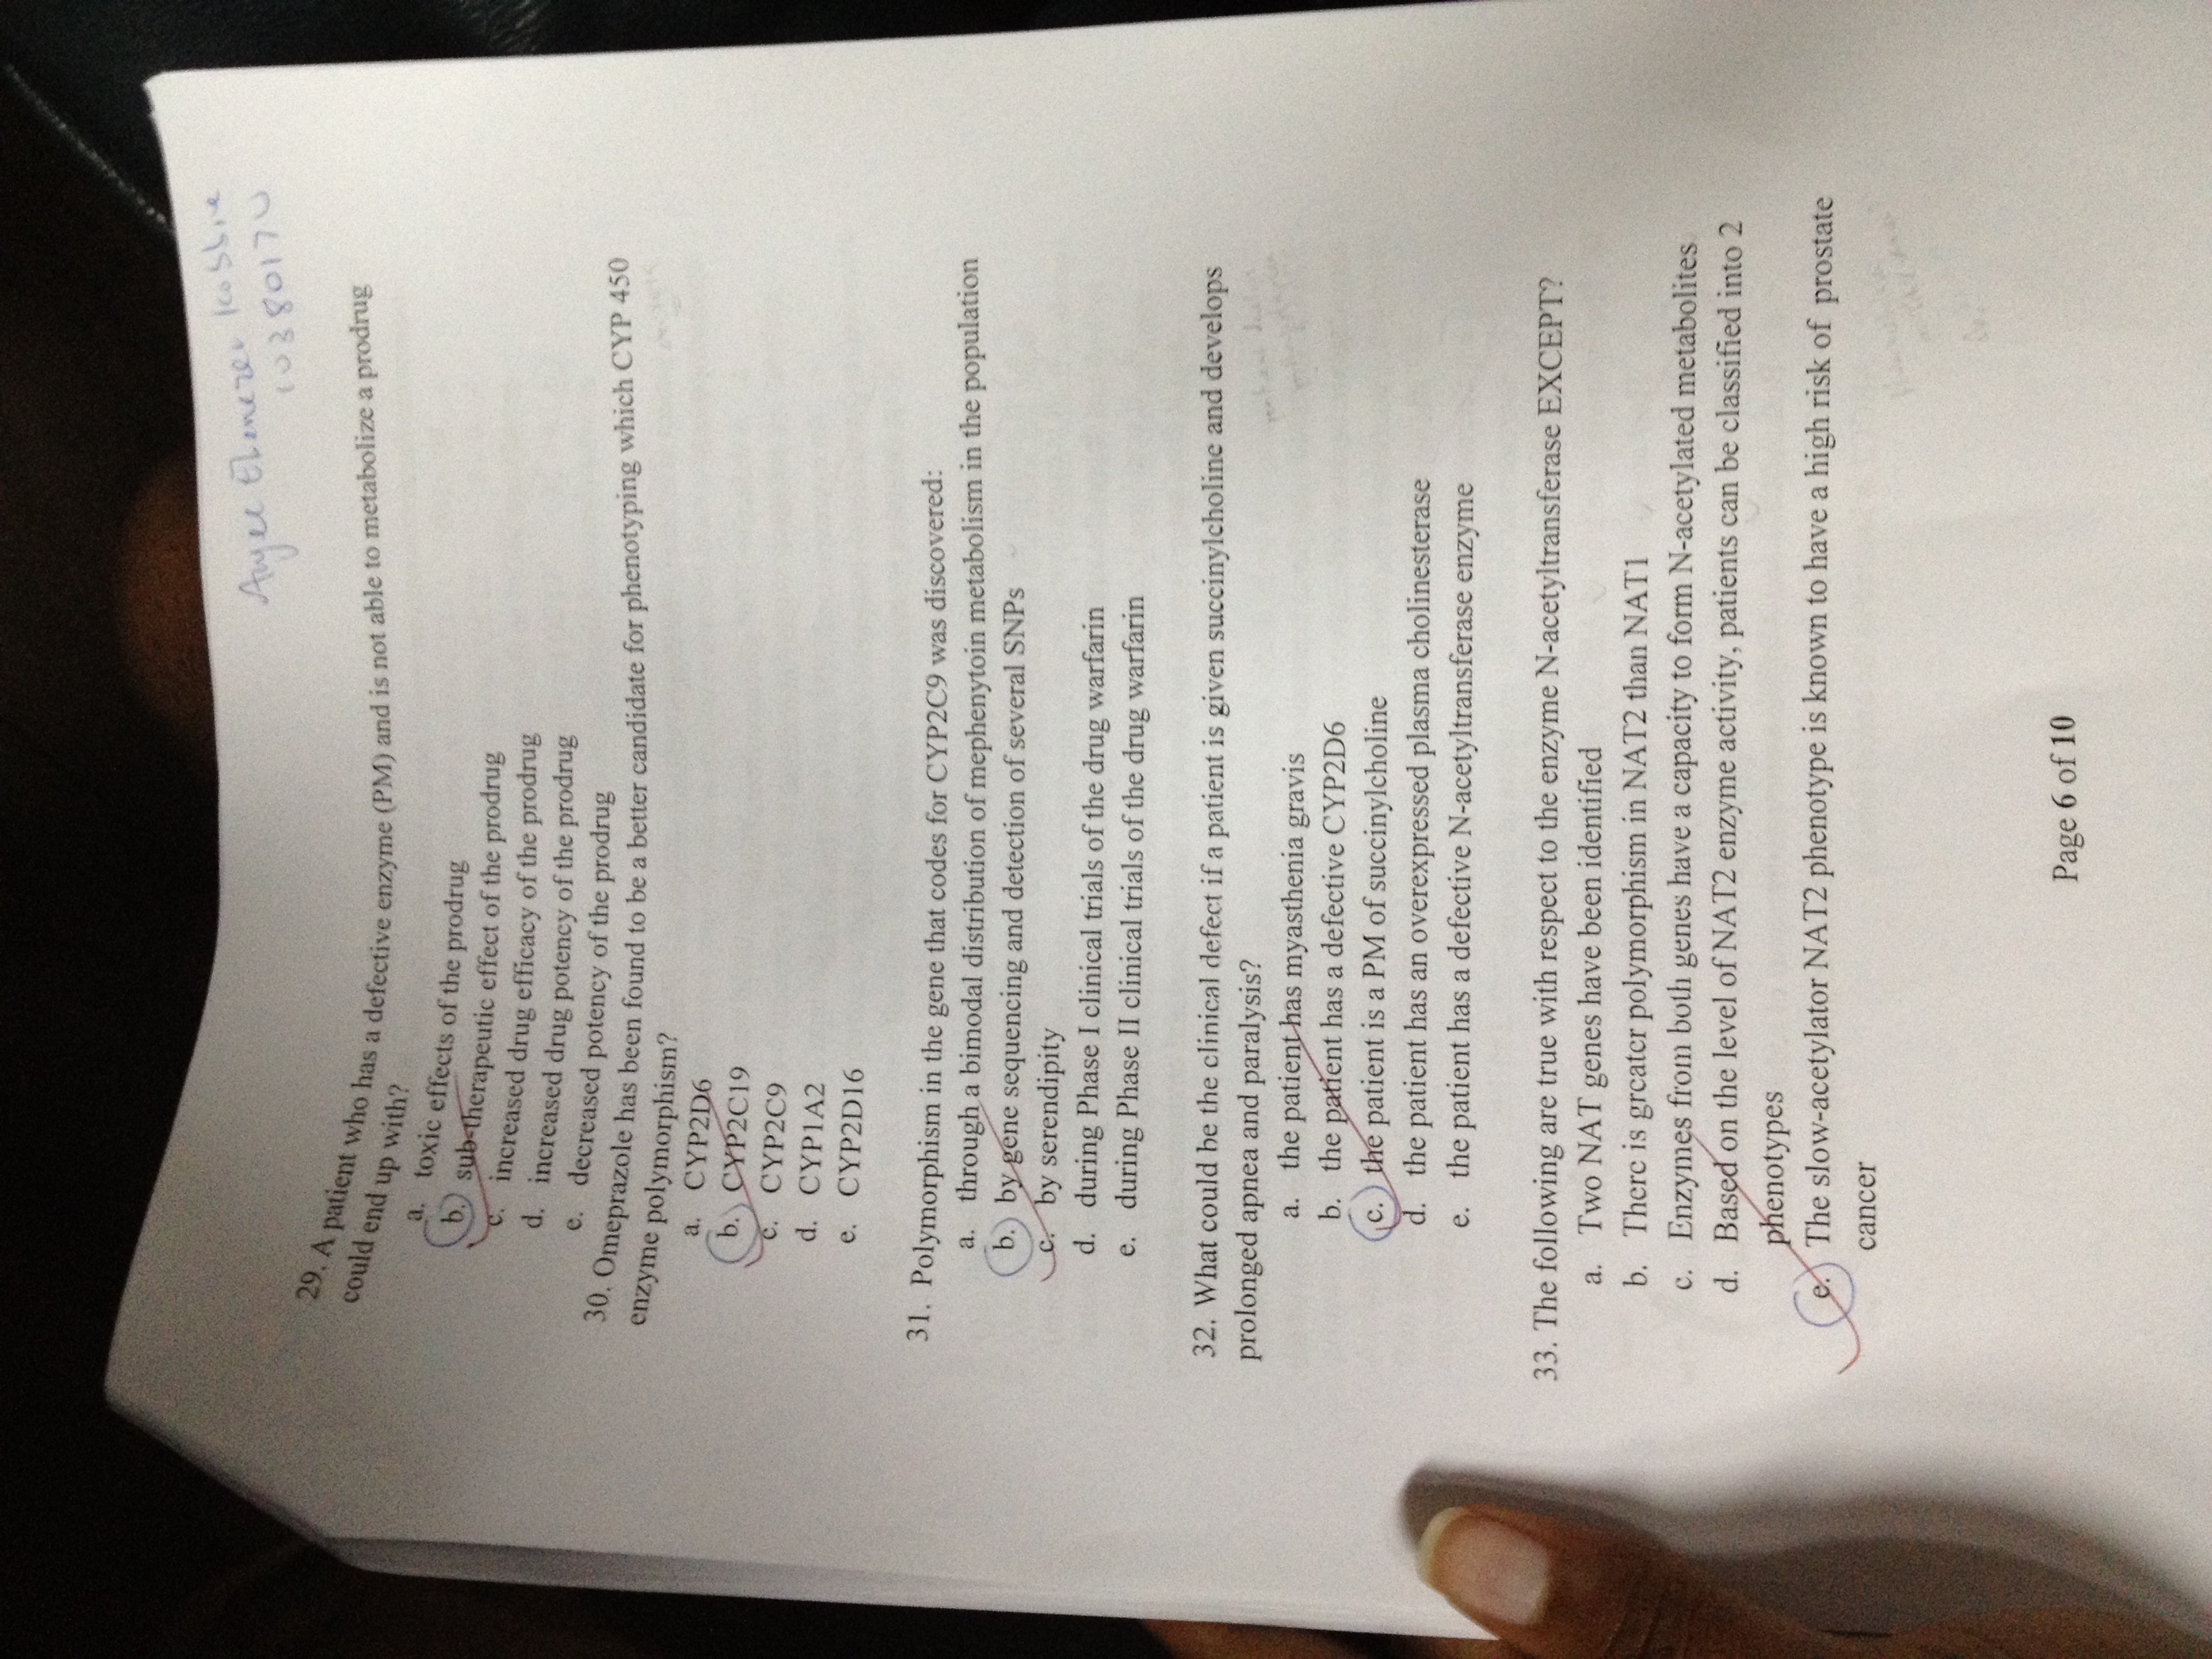 29. A patient who has a defective enzyme (PM) and is not able to metabolize a prodrug
could end up with?
a. toxic effects of the prodrug
b. sub-therapeutic effect of the prodrug
c. increased drug efficacy of the prodrug
d. increased drug potency of the prodrug
e. decreased potency of the prodrug
30. Omeprazole has been found to be a better candidate for phenotyping which CYP 450
enzyme polymorphism?
a. CYP2D6
b. CYP2C19
c. CYP2C9
d. CYP1A2
e. CYP2D16
31. Polymorphism in the gene that codes for CYP2C9 was discovered:
a. through a bimodal distribution of mephenytoin metabolism in the population
b. by gene sequencing and detection of several SNPs
c. by serendipity
d. during Phase I clinical trials of the drug warfarin
e. during Phase II clinical trials of the drug warfarin
32. What could be the clinical defect if a patient is given succinylcholine and develops
prolonged apnea and paralysis?
a. the patient has myasthenia gravis
b. the patient has a defective CYP2D6
c. the patient is a PM of succinylcholine
d. the patient has an overexpressed plasma cholinesterase
e. the patient has a defective N-acetyltransferase enzyme
33. The following are true with respect to the enzyme N-acetyltransferase EXCEPT?
a. Two NAT genes have been identified
b. There is greater polymorphism in NAT2 than NAT1
c. Enzymes from both genes have a capacity to form N-acetylated metabolites
d. Based on the level of NAT2 enzyme activity, patients can be classified into 2
phenotypes
e. The slow-acetylator NAT2 phenotype is known to have a high risk of prostate
cancer
Page 6 of 10